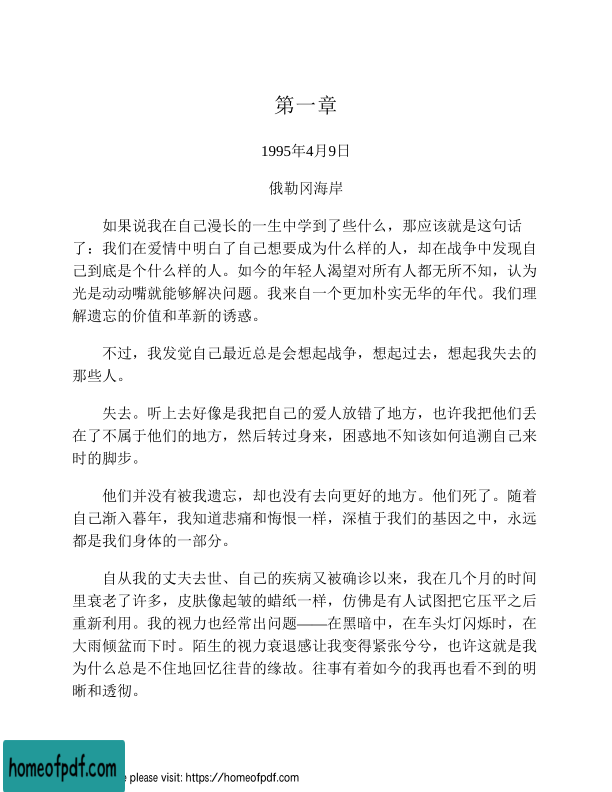 第一章
1995年4月9日
俄勒冈海岸
如果说我在自己漫长的一生中学到了些什么，那应该就是这句话
了：我们在爱情中明白了自己想要成为什么样的人，却在战争中发现自
己到底是个什么样的人。如今的年轻人渴望对所有人都无所不知，认为
光是动动嘴就能够解决问题。我来自一个更加朴实无华的年代。我们理
解遗忘的价值和革新的诱惑。
不过，我发觉自己最近总是会想起战争，想起过去，想起我失去的
那些人。
失去。听上去好像是我把自己的爱人放错了地方，也许我把他们丢
在了不属于他们的地方，然后转过身来，困惑地不知该如何追溯自己来
时的脚步。
他们并没有被我遗忘，却也没有去向更好的地方。他们死了。随着
自己渐入暮年，我知道悲痛和悔恨一样，深植于我们的基因之中，永远
都是我们身体的一部分。
自从我的丈夫去世、自己的疾病又被确诊以来，我在几个月的时间
里衰老了许多，皮肤像起皱的蜡纸一样，仿佛是有人试图把它压平之后
重新利用。我的视力也经常出问题——在黑暗中，在车头灯闪烁时，在
大雨倾盆而下时。陌生的视力衰退感让我变得紧张兮兮，也许这就是我
为什么总是不住地回忆往昔的缘故。往事有着如今的我再也看不到的明
晰和透彻。
homeofpdf.com
e please visit: https://homeofpdf.com